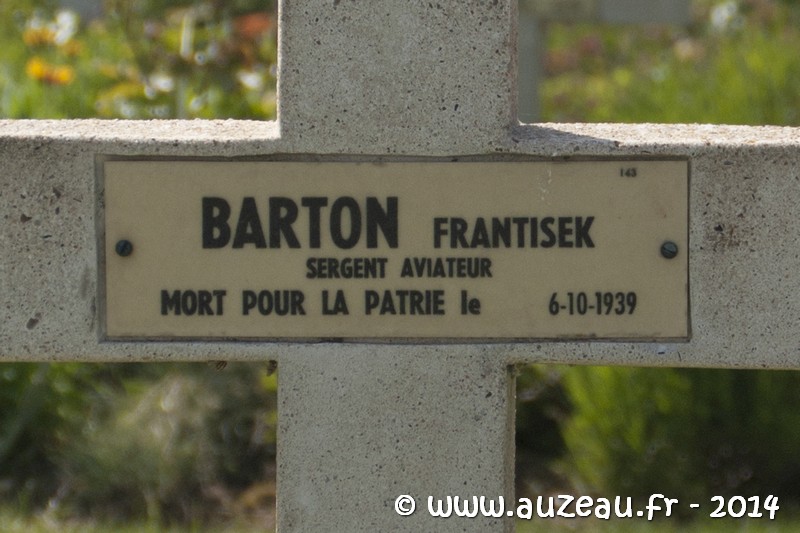 143
BARTON FRANTISEK
SERGENT AVIATEUR
MORT POUR LA PATRIE le 6-10-1939
© www.auzeau.fr - 2014